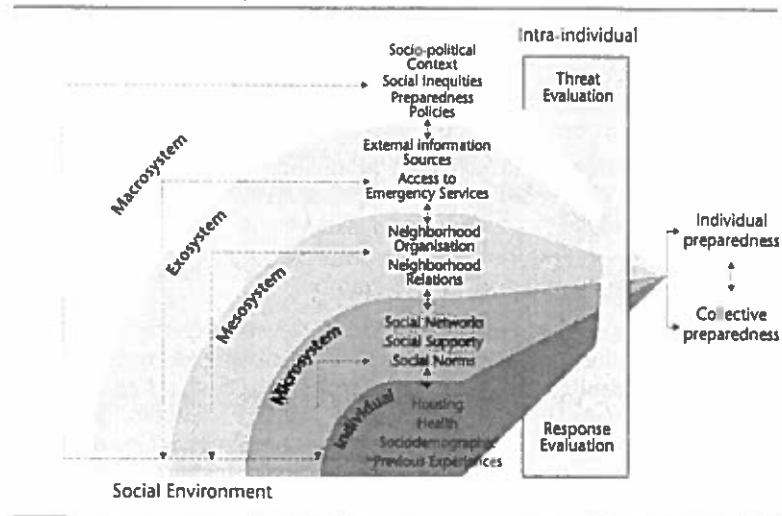 Intra-individual
Socio-political
Context
Social Inequities
Preparedness
Policies
Threat
Evaluation
External information
Sources
Access to
Emergency Services
Macrosystem
Exosystem
Mesosystem
Microsystem
Individual
Neighborhood
Organisation
Neighborhood
Relations
Individual
preparedness
Collective
preparedness
Social Networks
Social Supporty
Social Norms
Housing
Health
Sociodemographic
Previous Experiences
Response
Evaluation
Social Environment